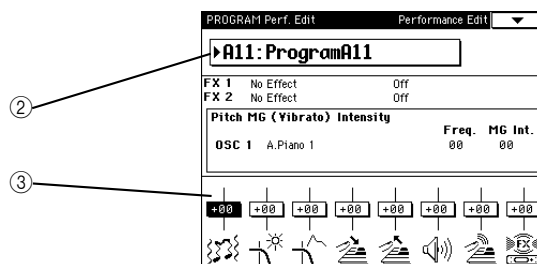 PROGRAM Perf. Edit Performance Edit
A11:ProgramA11
②
FX 1 No Effect Off
FX 2 No Effect Off
Pitch MG (Vibrato) Intensity
Freq. MG Int.
OSC 1 A.Piano 1 00 00
③
+00 +00 +00 +00 +00 +00 +00 +00
FX